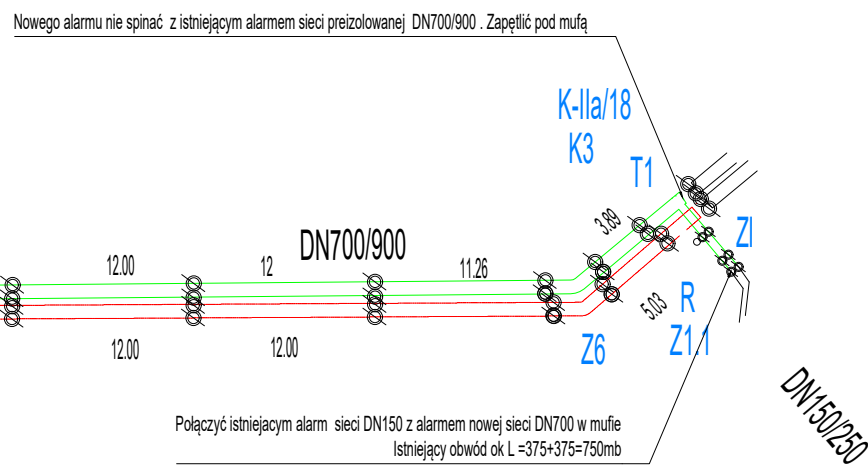 Nowego alarmu nie spinać z istniejącym alarmem sieci preizolowanej DN700/900 . Zapętlić pod mufą
K-IIa/18
K3
T1
3.89
ZI
DN700/900
12.00
12
11.26
12.00
12.00
5.03
R
Z6
Z1.1
DN150/250
Połączyć istniejacym alarm sieci DN150 z alarmem nowej sieci DN700 w mufie
Istniejący obwód ok L =375+375=750mb